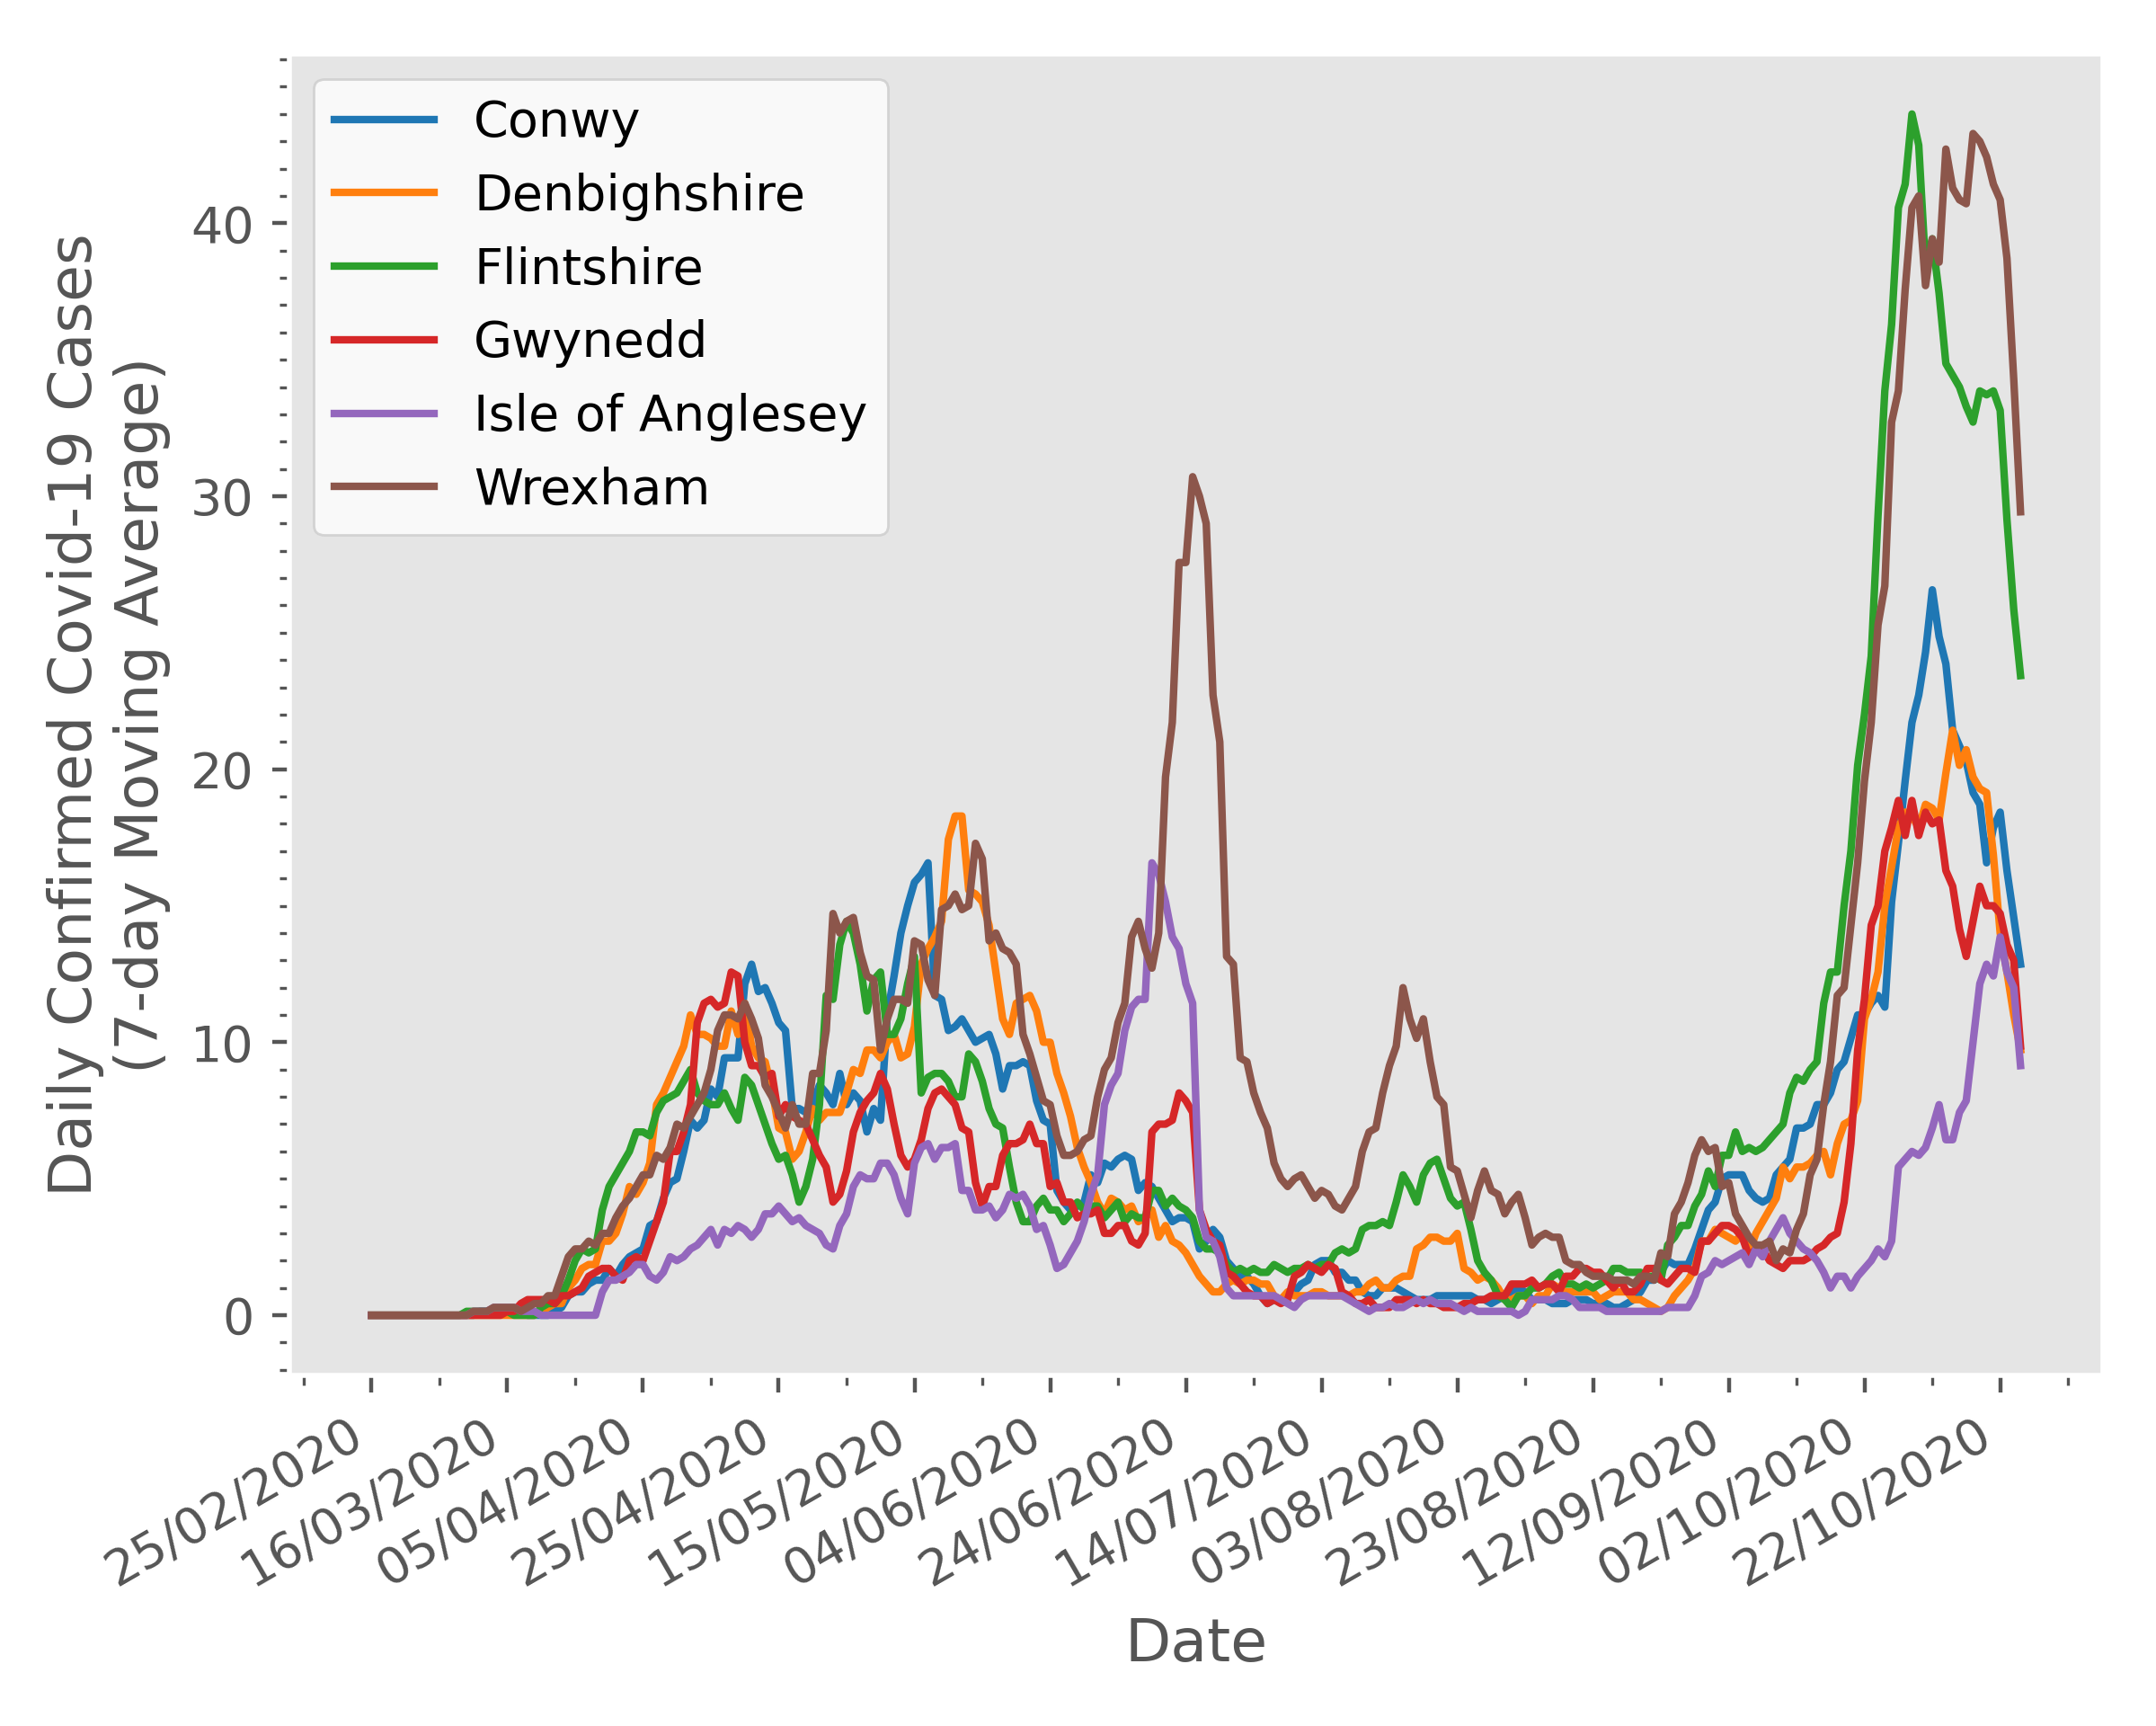 Daily Confirmed Covid-19 Cases
(7-day Moving Average)
40
30
20
10
0
Conwy
Denbighshire
Flintshire
Gwynedd
Isle of Anglesey
Wrexham
25/02/2020
16/03/2020
05/04/2020
25/04/2020
15/05/2020
04/06/2020
24/06/2020
14/07/2020
03/08/2020
23/08/2020
12/09/2020
02/10/2020
22/10/2020
Date